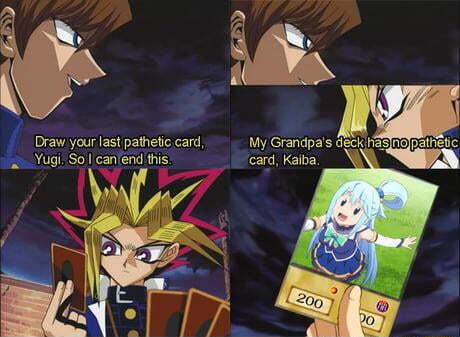 Draw your last pathetic card,
Yugi. So I can end this.
My Grandpa's deck has no pathetic
card, Kaiba.
200
00